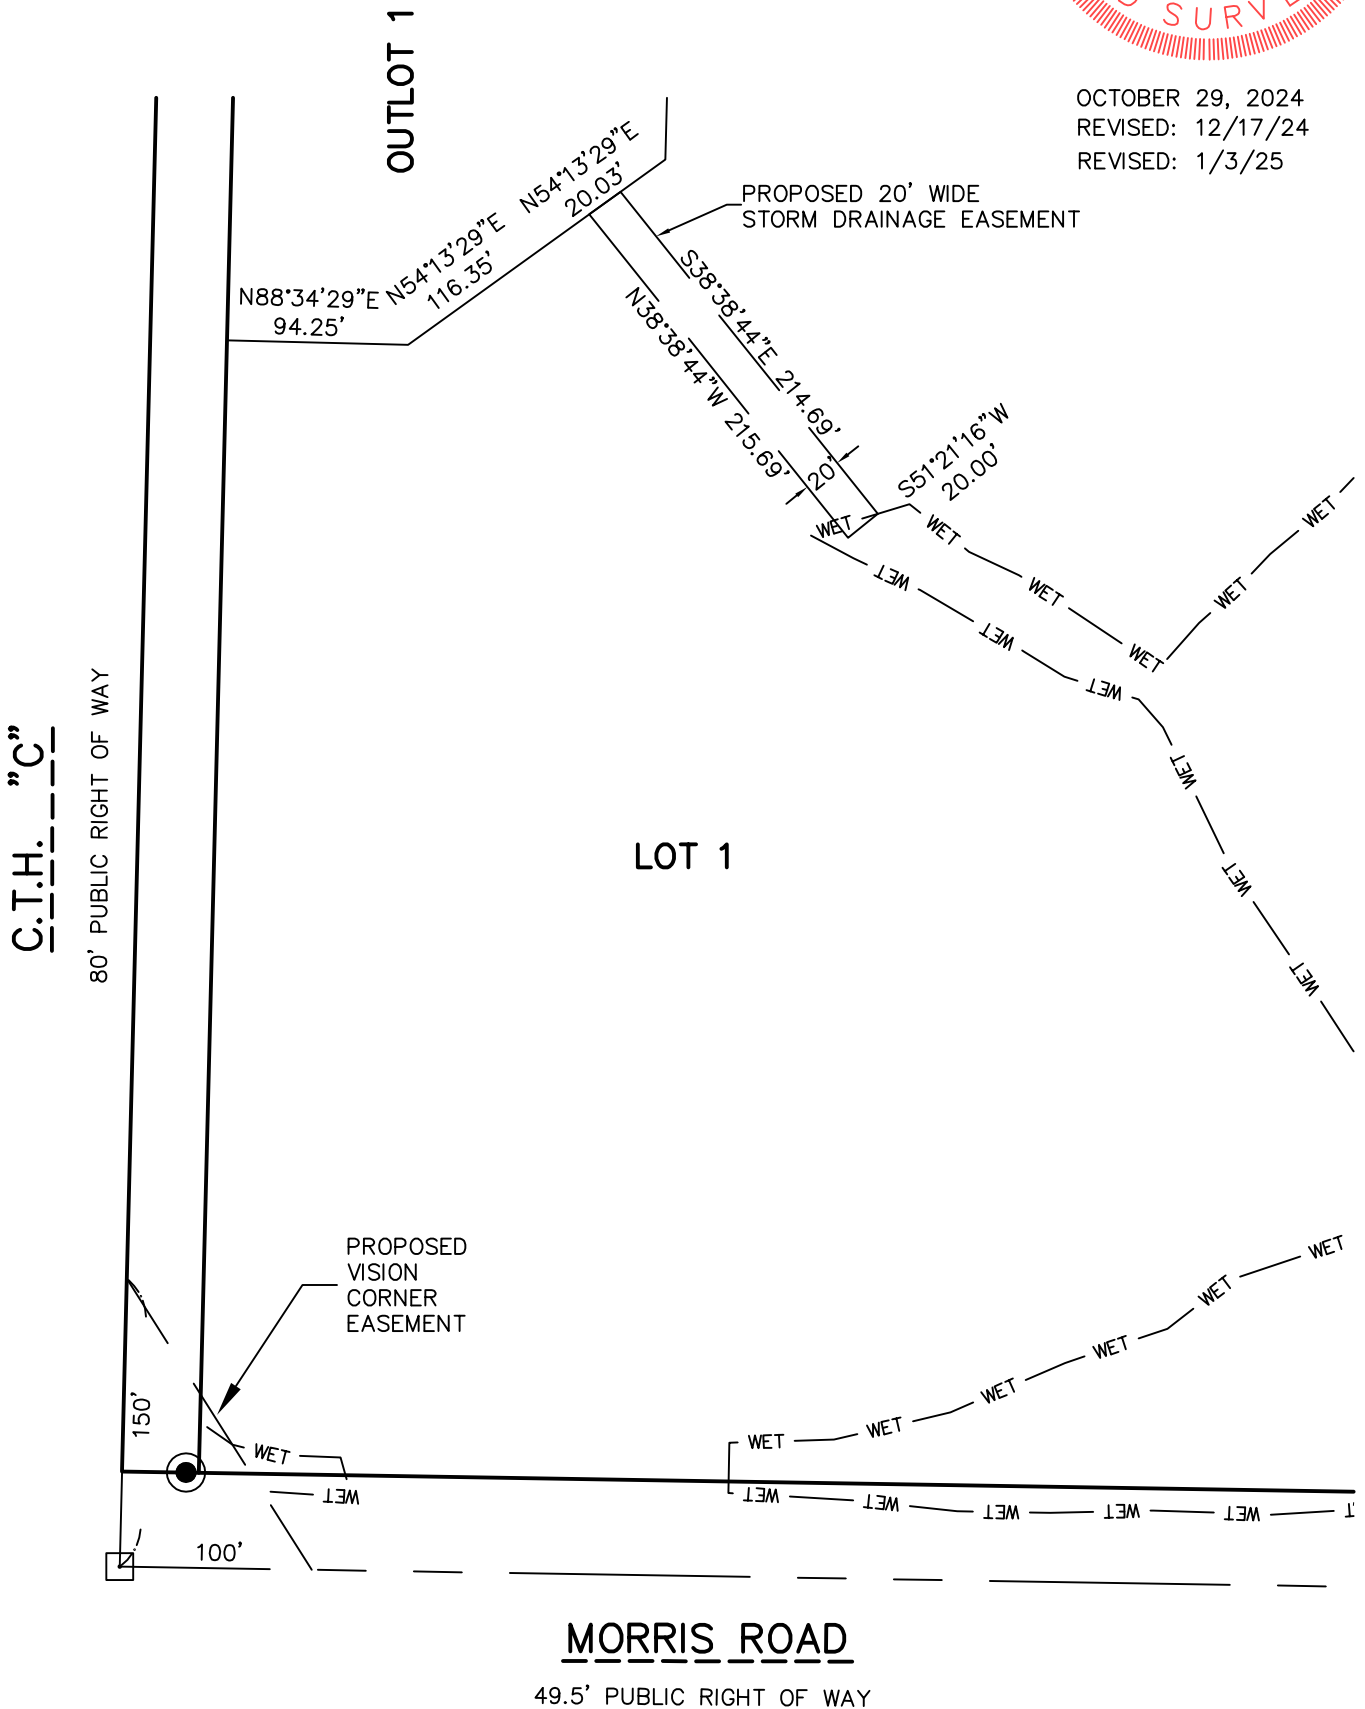 SURVE
OCTOBER 29, 2024
REVISED: 12/17/24
REVISED: 1/3/25
OUTLOT 1
N54°13'29"E
20.03'
PROPOSED 20' WIDE
STORM DRAINAGE EASEMENT
N54°13'29"E
116.35'
N88°34'29"E
94.25'
S38°38'44"E 214.69'
N38°38'44"W 215.69'
20'
S51°21'16"W
20.00'
WET
WET
WET
WET
WET
WET
WET
WET
WET
WET
WET
WET
C.T.H. "C"
80' PUBLIC RIGHT OF WAY
LOT 1
PROPOSED
VISION
CORNER
EASEMENT
WET
WET
WET
WET
WET
WET
150'
WET
WET
WET
WET
WET
WET
WET
100'
MORRIS ROAD
49.5' PUBLIC RIGHT OF WAY